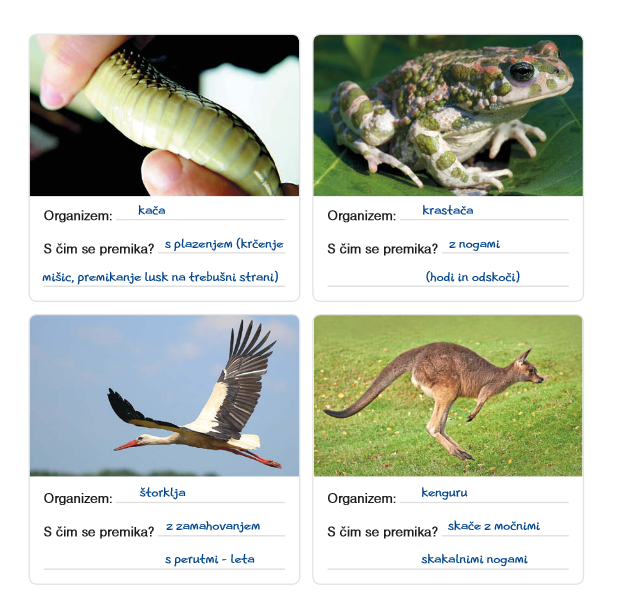 Organizem: kača
S čim se premika? s plazenjem (krčenje
mišic, premikanje lusk na trebušni strani)
Organizem: krastača
S čim se premika? z nogami
(hodi in odskoči)
Organizem: štorklja
S čim se premika? z zamahovanjem
s perutmi - leta
Organizem: kenguru
S čim se premika? skače z močnimi
skakalnimi nogami